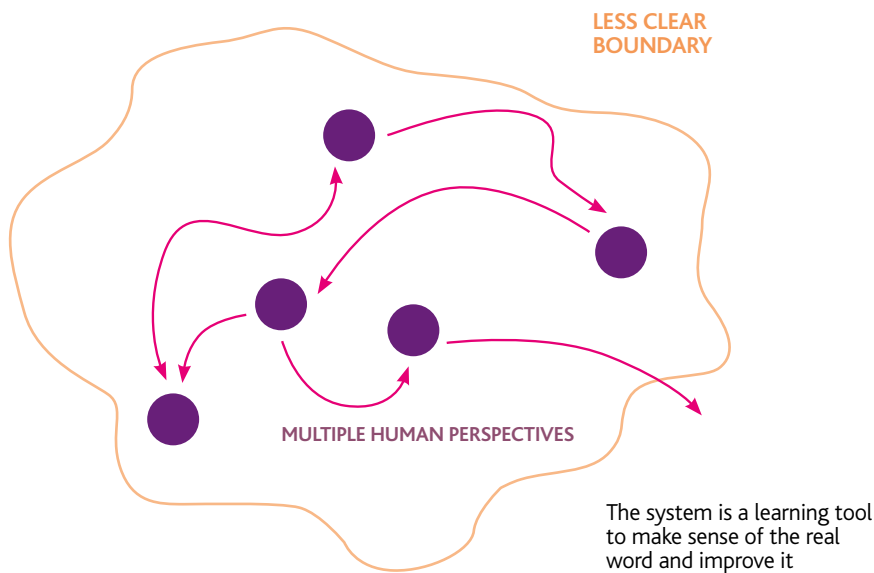 LESS CLEAR
BOUNDARY
MULTIPLE HUMAN PERSPECTIVES
The system is a learning tool
to make sense of the real
word and improve it